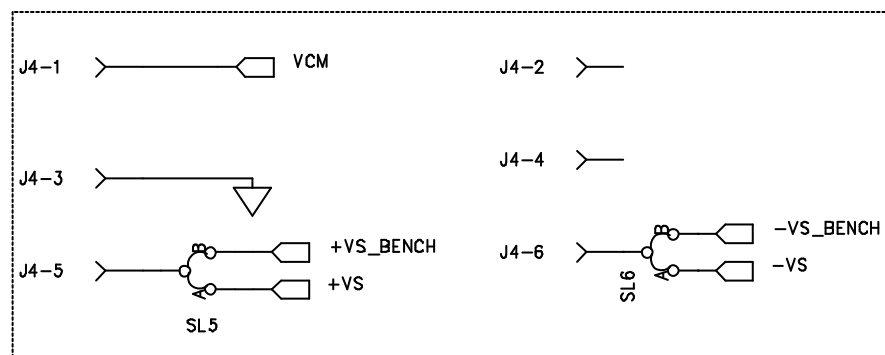 J4-1 VCM J4-2
J4-4
J4-3
B +VS_BENCH B -VS_BENCH
J4-5 J4-6
A +VS A -VS
SL5 SL6